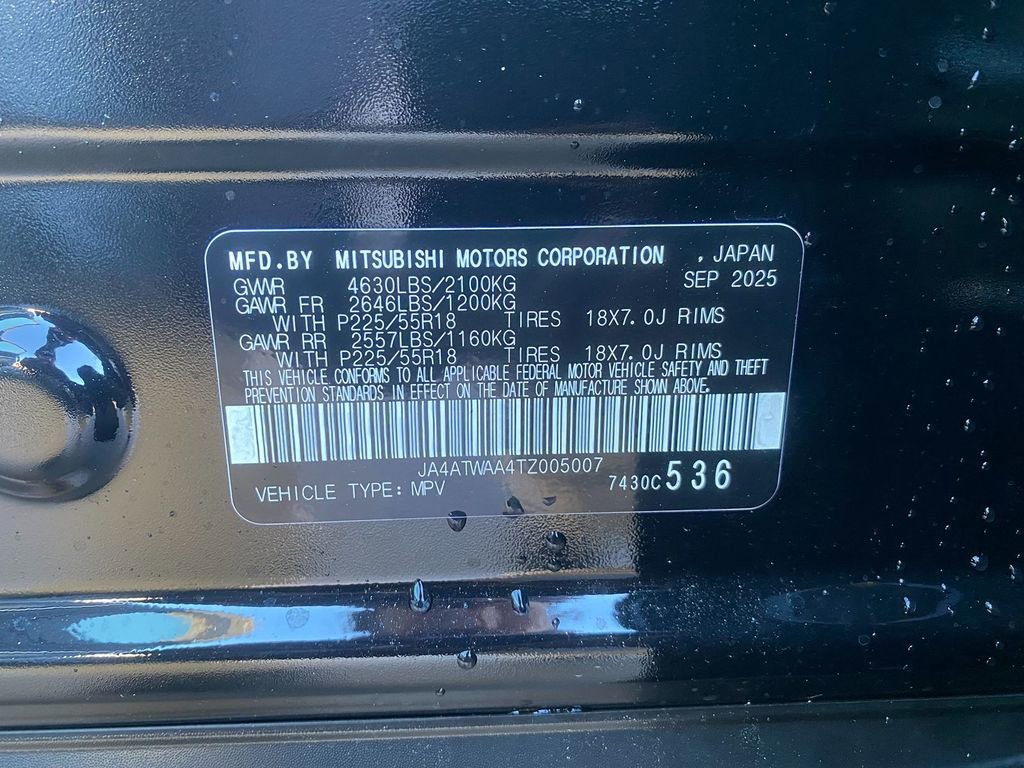 MFD.BY MITSUBISHI MOTORS CORPORATION , JAPAN
SEP 2025
GVWR 4630LBS/2100KG
GAWR FR 2646LBS/1200KG
WITH P225/55R18 TIRES 18X7.0J RIMS
GAWR RR 2557LBS/1160KG
WITH P225/55R18 TIRES 18X7.0J RIMS
THIS VEHICLE CONFORMS TO ALL APPLICABLE FEDERAL MOTOR VEHICLE SAFETY AND THEFT
PREVENTION STANDARDS IN EFFECT ON THE DATE OF MANUFACTURE SHOWN ABOVE.
JA4ATWAA4TZ005007
VEHICLE TYPE: MPV 7430C 536